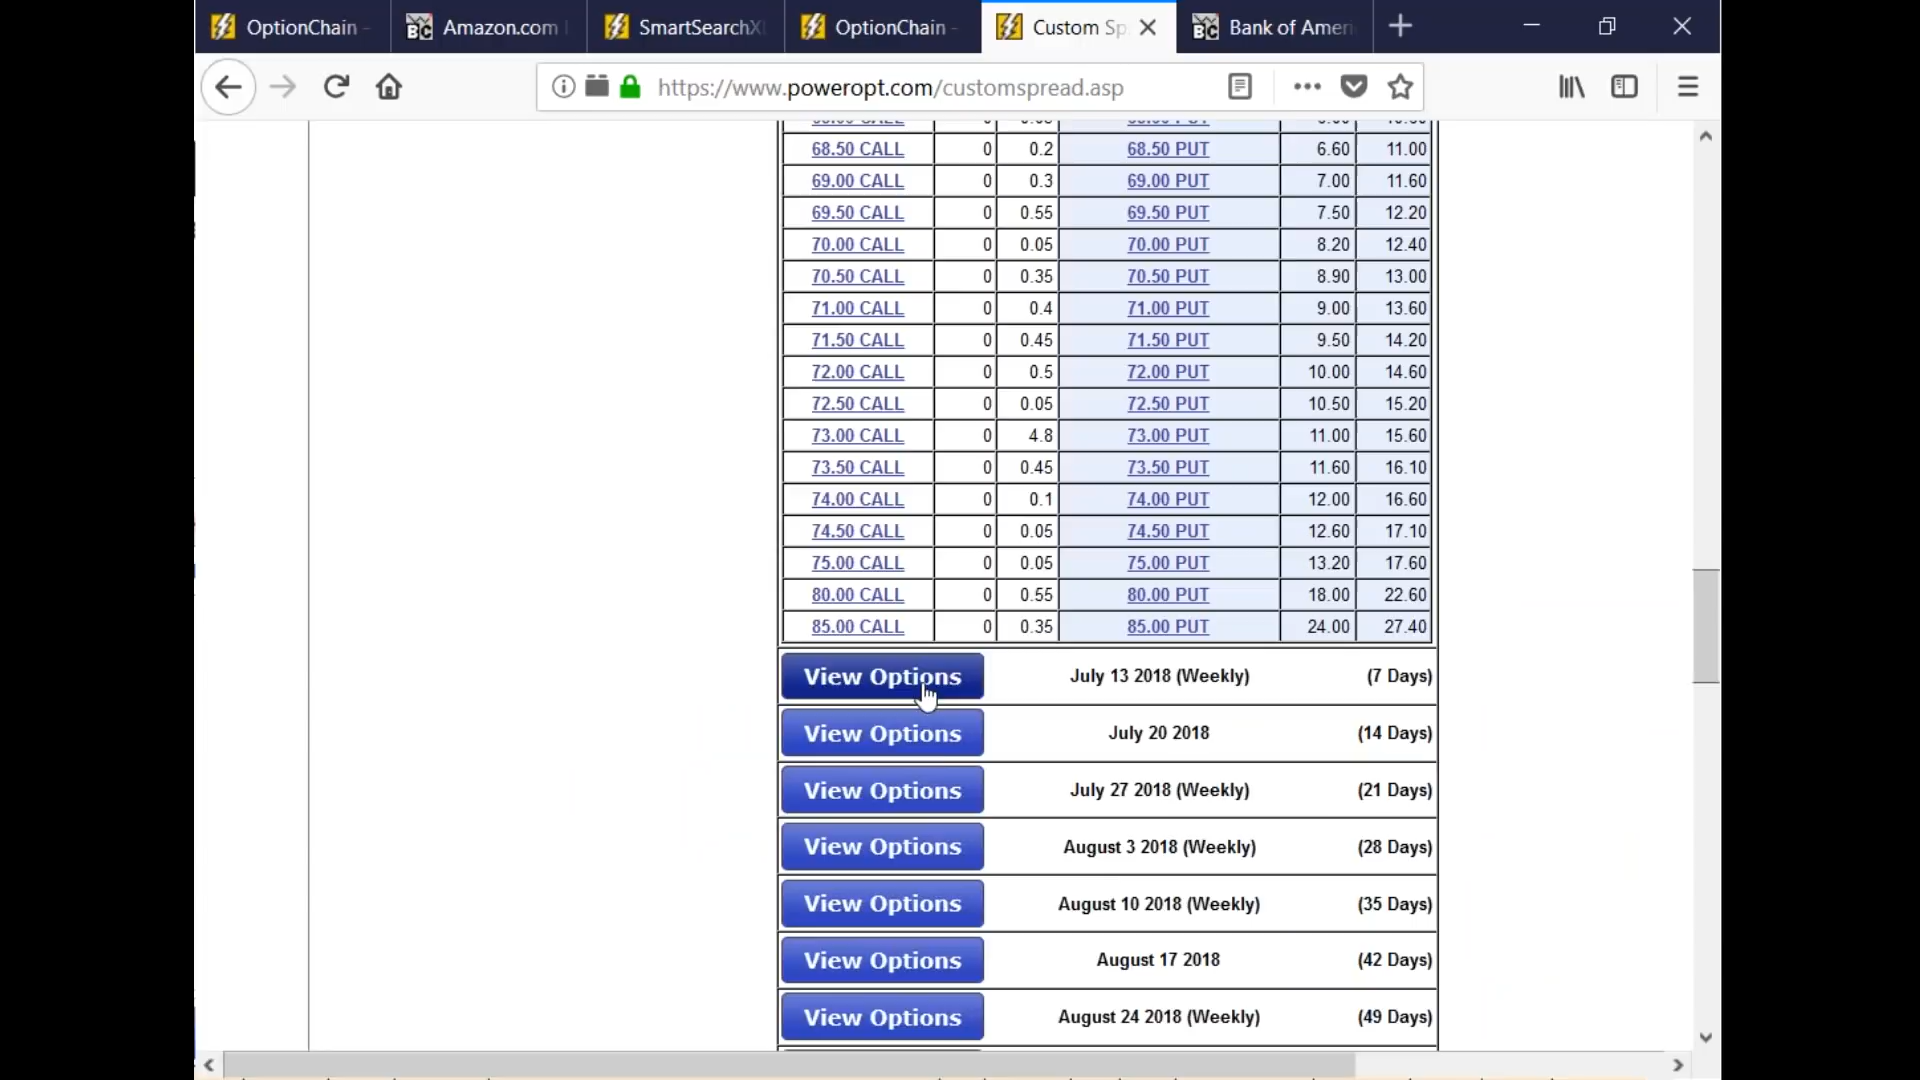 OptionChain -
Amazon.com |
SmartSearchX
OptionChain -
Custom Sp
Bank of Ameri
https://www.poweropt.com/customspread.asp
68.50 CALL 0 0.2 68.50 PUT 6.60 11.00
69.00 CALL 0 0.3 69.00 PUT 7.00 11.60
69.50 CALL 0 0.55 69.50 PUT 7.50 12.20
70.00 CALL 0 0.05 70.00 PUT 8.20 12.40
70.50 CALL 0 0.35 70.50 PUT 8.90 13.00
71.00 CALL 0 0.4 71.00 PUT 9.00 13.60
71.50 CALL 0 0.45 71.50 PUT 9.50 14.20
72.00 CALL 0 0.5 72.00 PUT 10.00 14.60
72.50 CALL 0 0.05 72.50 PUT 10.50 15.20
73.00 CALL 0 4.8 73.00 PUT 11.00 15.60
73.50 CALL 0 0.45 73.50 PUT 11.60 16.10
74.00 CALL 0 0.1 74.00 PUT 12.00 16.60
74.50 CALL 0 0.05 74.50 PUT 12.60 17.10
75.00 CALL 0 0.05 75.00 PUT 13.20 17.60
80.00 CALL 0 0.55 80.00 PUT 18.00 22.60
85.00 CALL 0 0.35 85.00 PUT 24.00 27.40
View Options July 13 2018 (Weekly) (7 Days)
View Options July 20 2018 (14 Days)
View Options July 27 2018 (Weekly) (21 Days)
View Options August 3 2018 (Weekly) (28 Days)
View Options August 10 2018 (Weekly) (35 Days)
View Options August 17 2018 (42 Days)
View Options August 24 2018 (Weekly) (49 Days)